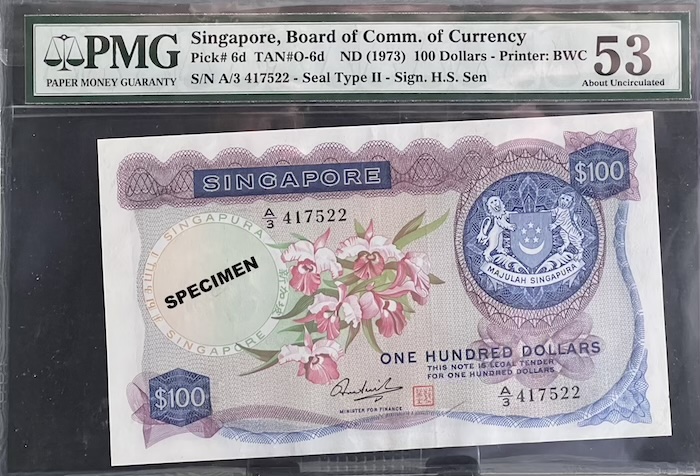 PMG
PAPER MONEY GUARANTY
Singapore, Board of Comm. of Currency
Pick# 6d TAN#O-6d ND (1973) 100 Dollars - Printer: BWC
S/N A/3 417522 - Seal Type II - Sign. H.S. Sen
53
About Uncirculated
SINGAPORE
$100
A/3 417522
SINGAPURA
SPECIMEN
MAJULAH SINGAPURA
ONE HUNDRED DOLLARS
THIS NOTE IS LEGAL TENDER
FOR ONE HUNDRED DOLLARS
$100
A/3 417522
MINISTER FOR FINANCE